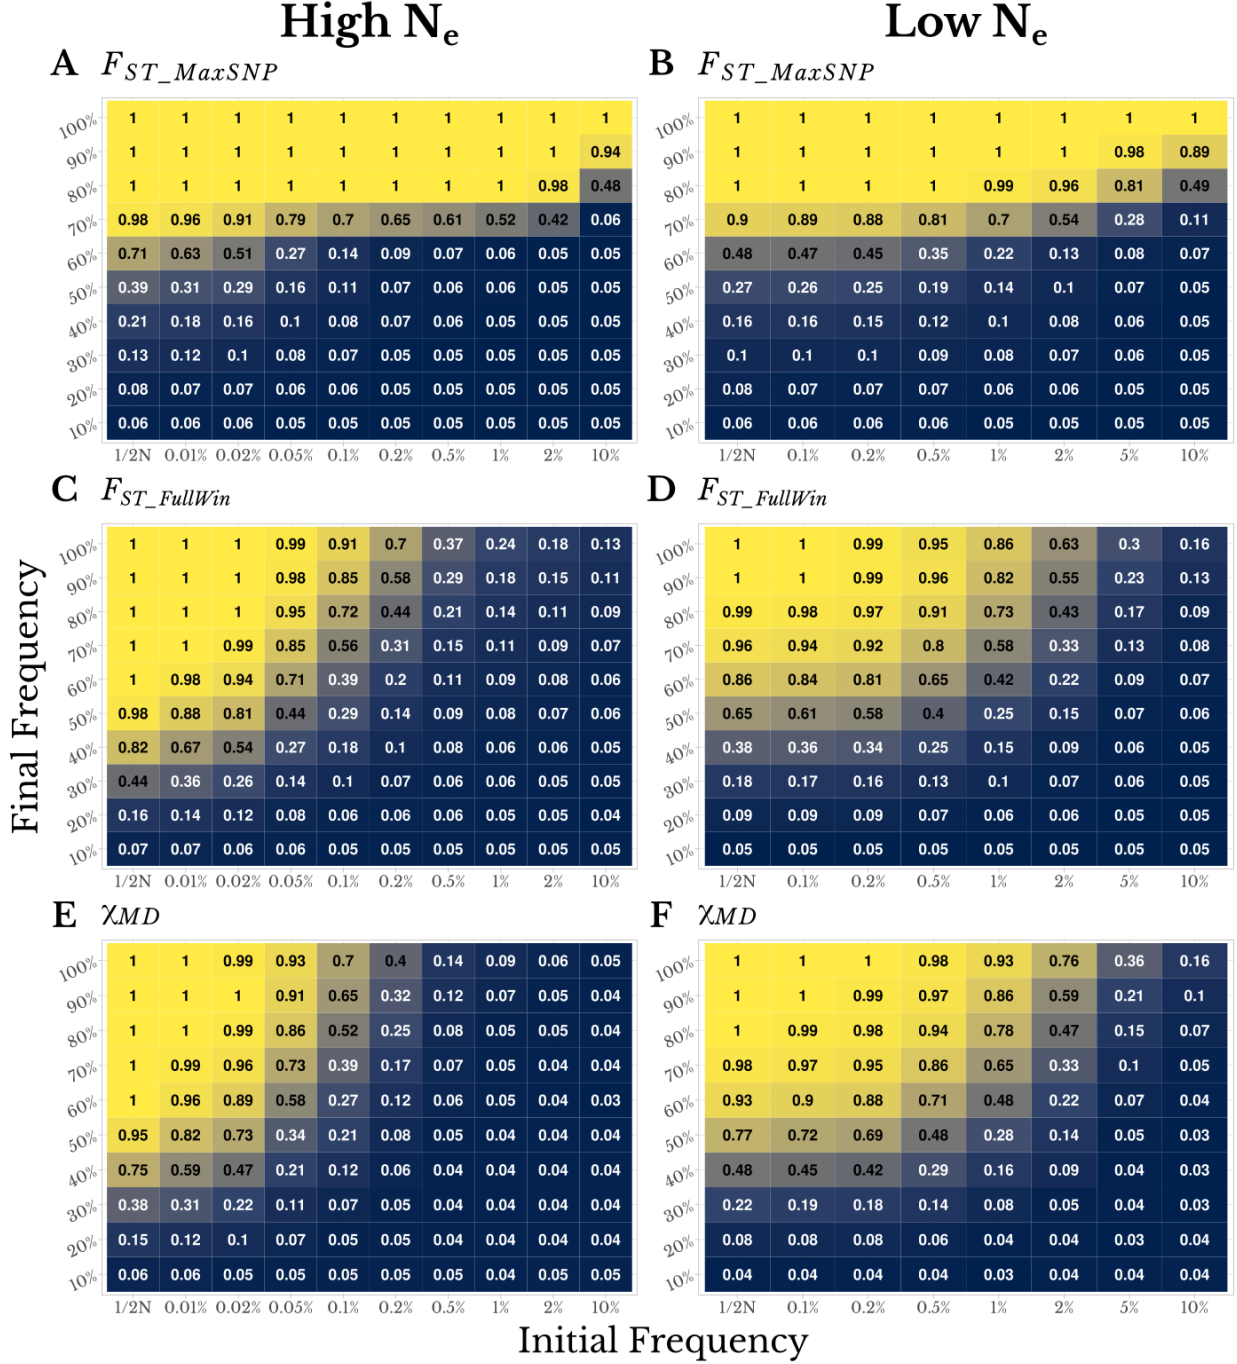 High Ne
Low Ne
A FST_MaxSNP
100% 1 1 1 1 1 1 1 1 1 1
90% 1 1 1 1 1 1 1 1 1 0.94
80% 1 1 1 1 1 1 1 1 0.98 0.48
70% 0.98 0.96 0.91 0.79 0.7 0.65 0.61 0.52 0.42 0.06
60% 0.71 0.63 0.51 0.27 0.14 0.09 0.07 0.06 0.05 0.05
50% 0.39 0.31 0.29 0.16 0.11 0.07 0.06 0.06 0.05 0.05
40% 0.21 0.18 0.16 0.1 0.08 0.07 0.06 0.05 0.05 0.05
30% 0.13 0.12 0.1 0.08 0.07 0.05 0.05 0.05 0.05 0.05
20% 0.08 0.07 0.07 0.06 0.06 0.05 0.05 0.05 0.05 0.05
10% 0.06 0.06 0.06 0.05 0.05 0.05 0.05 0.05 0.05 0.05
1/2N 0.01% 0.02% 0.05% 0.1% 0.2% 0.5% 1% 2% 10%
B FST_MaxSNP
100% 1 1 1 1 1 1 1 1
90% 1 1 1 1 1 1 0.98 0.89
80% 1 1 1 1 0.99 0.96 0.81 0.49
70% 0.9 0.89 0.88 0.81 0.7 0.54 0.28 0.11
60% 0.48 0.47 0.45 0.35 0.22 0.13 0.08 0.07
50% 0.27 0.26 0.25 0.19 0.14 0.1 0.07 0.05
40% 0.16 0.16 0.15 0.12 0.1 0.08 0.06 0.05
30% 0.1 0.1 0.1 0.09 0.08 0.07 0.06 0.05
20% 0.08 0.07 0.07 0.07 0.06 0.06 0.05 0.05
10% 0.06 0.06 0.06 0.06 0.05 0.05 0.05 0.05
1/2N 0.1% 0.2% 0.5% 1% 2% 5% 10%
C FST_FullWin
100% 1 1 1 0.99 0.91 0.7 0.37 0.24 0.18 0.13
90% 1 1 1 0.98 0.85 0.58 0.29 0.18 0.15 0.11
80% 1 1 1 0.95 0.72 0.44 0.21 0.14 0.11 0.09
70% 1 1 0.99 0.85 0.56 0.31 0.15 0.11 0.09 0.07
60% 1 0.98 0.94 0.71 0.39 0.2 0.11 0.09 0.08 0.06
50% 0.98 0.88 0.81 0.44 0.29 0.14 0.09 0.08 0.07 0.06
40% 0.82 0.67 0.54 0.27 0.18 0.1 0.08 0.06 0.06 0.05
30% 0.44 0.36 0.26 0.14 0.1 0.07 0.06 0.06 0.05 0.05
20% 0.16 0.14 0.12 0.08 0.06 0.06 0.06 0.05 0.05 0.04
10% 0.07 0.07 0.06 0.06 0.05 0.05 0.05 0.05 0.05 0.05
1/2N 0.01% 0.02% 0.05% 0.1% 0.2% 0.5% 1% 2% 10%
D FST_FullWin
100% 1 1 0.99 0.95 0.86 0.63 0.3 0.16
90% 1 1 0.99 0.96 0.82 0.55 0.23 0.13
80% 0.99 0.98 0.97 0.91 0.73 0.43 0.17 0.09
70% 0.96 0.94 0.92 0.8 0.58 0.33 0.13 0.08
60% 0.86 0.84 0.81 0.65 0.42 0.22 0.09 0.07
50% 0.65 0.61 0.58 0.4 0.25 0.15 0.07 0.06
40% 0.38 0.36 0.34 0.25 0.15 0.09 0.06 0.05
30% 0.18 0.17 0.16 0.13 0.1 0.07 0.06 0.05
20% 0.09 0.09 0.09 0.07 0.06 0.06 0.05 0.05
10% 0.05 0.05 0.05 0.05 0.05 0.05 0.05 0.05
1/2N 0.1% 0.2% 0.5% 1% 2% 5% 10%
E χMD
100% 1 1 0.99 0.93 0.7 0.4 0.14 0.09 0.06 0.05
90% 1 1 1 0.91 0.65 0.32 0.12 0.07 0.05 0.04
80% 1 1 0.99 0.86 0.52 0.25 0.08 0.05 0.05 0.04
70% 1 0.99 0.96 0.73 0.39 0.17 0.07 0.05 0.04 0.04
60% 1 0.96 0.89 0.58 0.27 0.12 0.06 0.05 0.04 0.03
50% 0.95 0.82 0.73 0.34 0.21 0.08 0.05 0.04 0.04 0.04
40% 0.75 0.59 0.47 0.21 0.12 0.06 0.04 0.04 0.04 0.04
30% 0.38 0.31 0.22 0.11 0.07 0.05 0.04 0.04 0.04 0.04
20% 0.15 0.12 0.1 0.07 0.05 0.05 0.04 0.04 0.04 0.04
10% 0.06 0.06 0.05 0.05 0.05 0.05 0.05 0.04 0.05 0.05
1/2N 0.01% 0.02% 0.05% 0.1% 0.2% 0.5% 1% 2% 10%
F χMD
100% 1 1 1 0.98 0.93 0.76 0.36 0.16
90% 1 1 0.99 0.97 0.86 0.59 0.21 0.1
80% 1 0.99 0.98 0.94 0.78 0.47 0.15 0.07
70% 0.98 0.97 0.95 0.86 0.65 0.33 0.1 0.05
60% 0.93 0.9 0.88 0.71 0.48 0.22 0.07 0.04
50% 0.77 0.72 0.69 0.48 0.28 0.14 0.05 0.03
40% 0.48 0.45 0.42 0.29 0.16 0.09 0.04 0.03
30% 0.22 0.19 0.18 0.14 0.08 0.05 0.04 0.03
20% 0.08 0.08 0.08 0.06 0.04 0.04 0.03 0.04
10% 0.04 0.04 0.04 0.04 0.03 0.04 0.04 0.04
1/2N 0.1% 0.2% 0.5% 1% 2% 5% 10%
Final Frequency
Initial Frequency